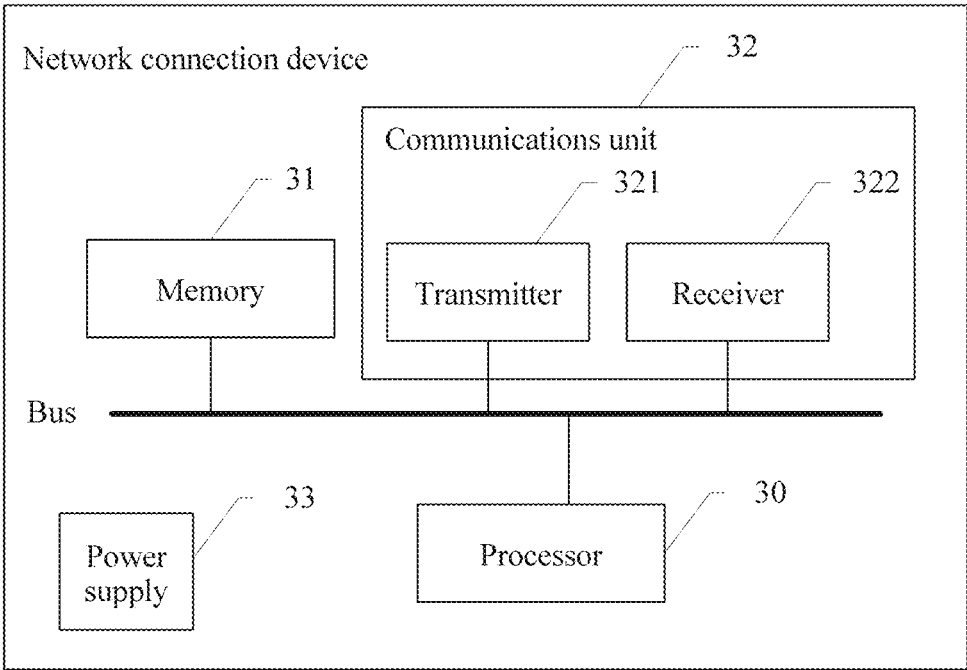 Network connection device
32
Communications unit
31
321
322
Memory
Transmitter
Receiver
Bus
33
30
Power
supply
Processor